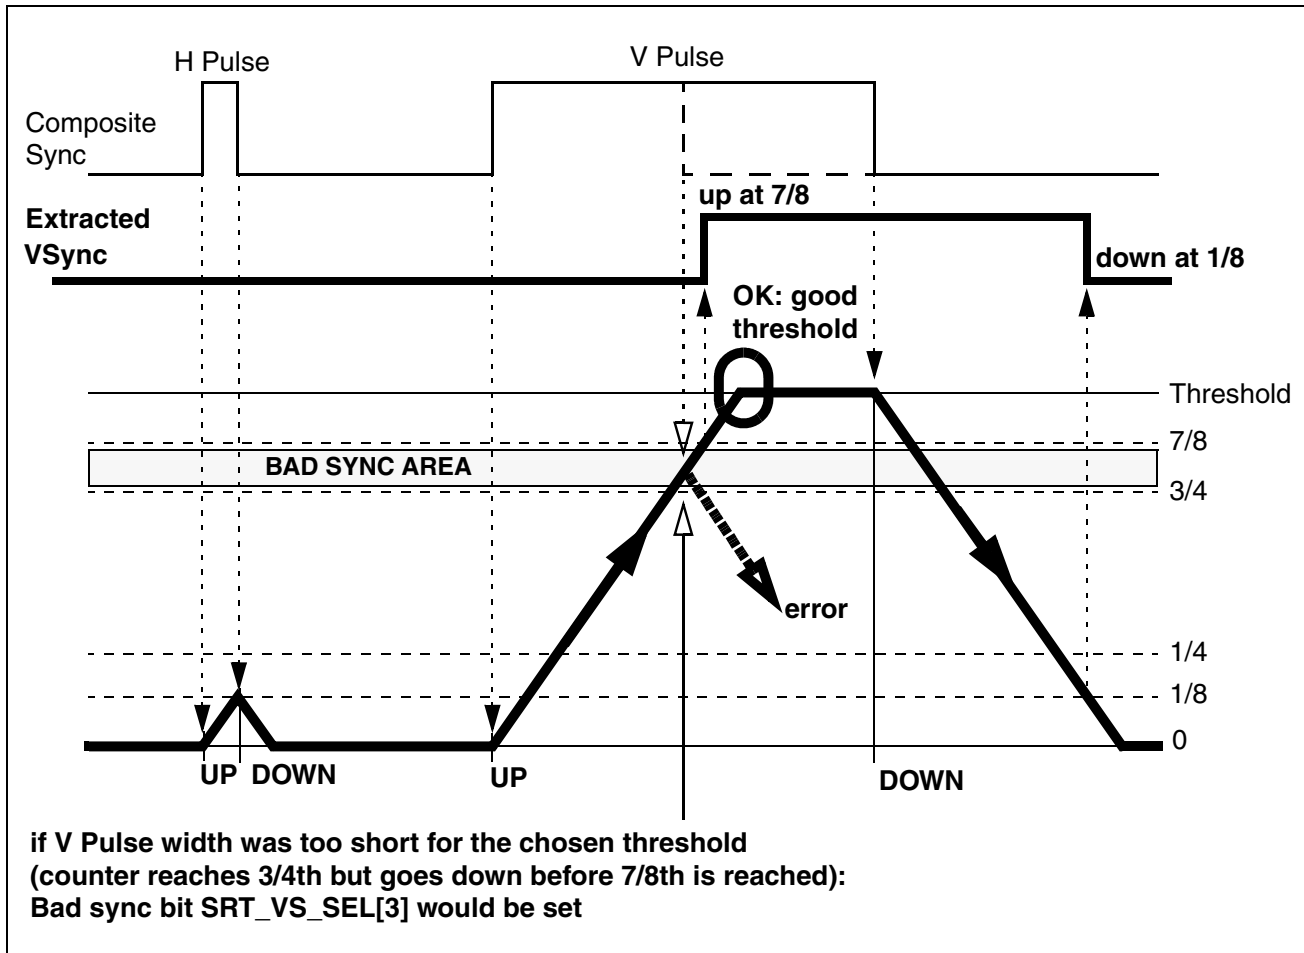 H Pulse
V Pulse
Composite
Sync
up at 7/8
Extracted
VSync
down at 1/8
OK: good
threshold
Threshold
7/8
BAD SYNC AREA
3/4
error
1/4
1/8
0
UP DOWN
UP
DOWN
if V Pulse width was too short for the chosen threshold
(counter reaches 3/4th but goes down before 7/8th is reached):
Bad sync bit SRT_VS_SEL[3] would be set